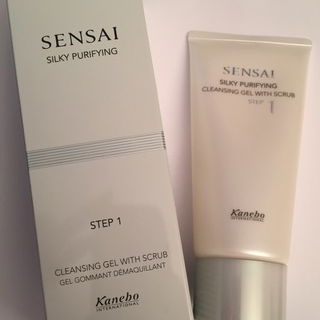 SENSAI
SILKY PURIFYING
STEP 1
CLEANSING GEL WITH SCRUB
GEL GOMMANT DÉMAQUILLANT
Kanebo
INTERNATIONAL
SENSAI
SILKY PURIFYING
CLEANSING GEL WITH SCRUB
STEP 1
Kanebo
INTERNATIONAL